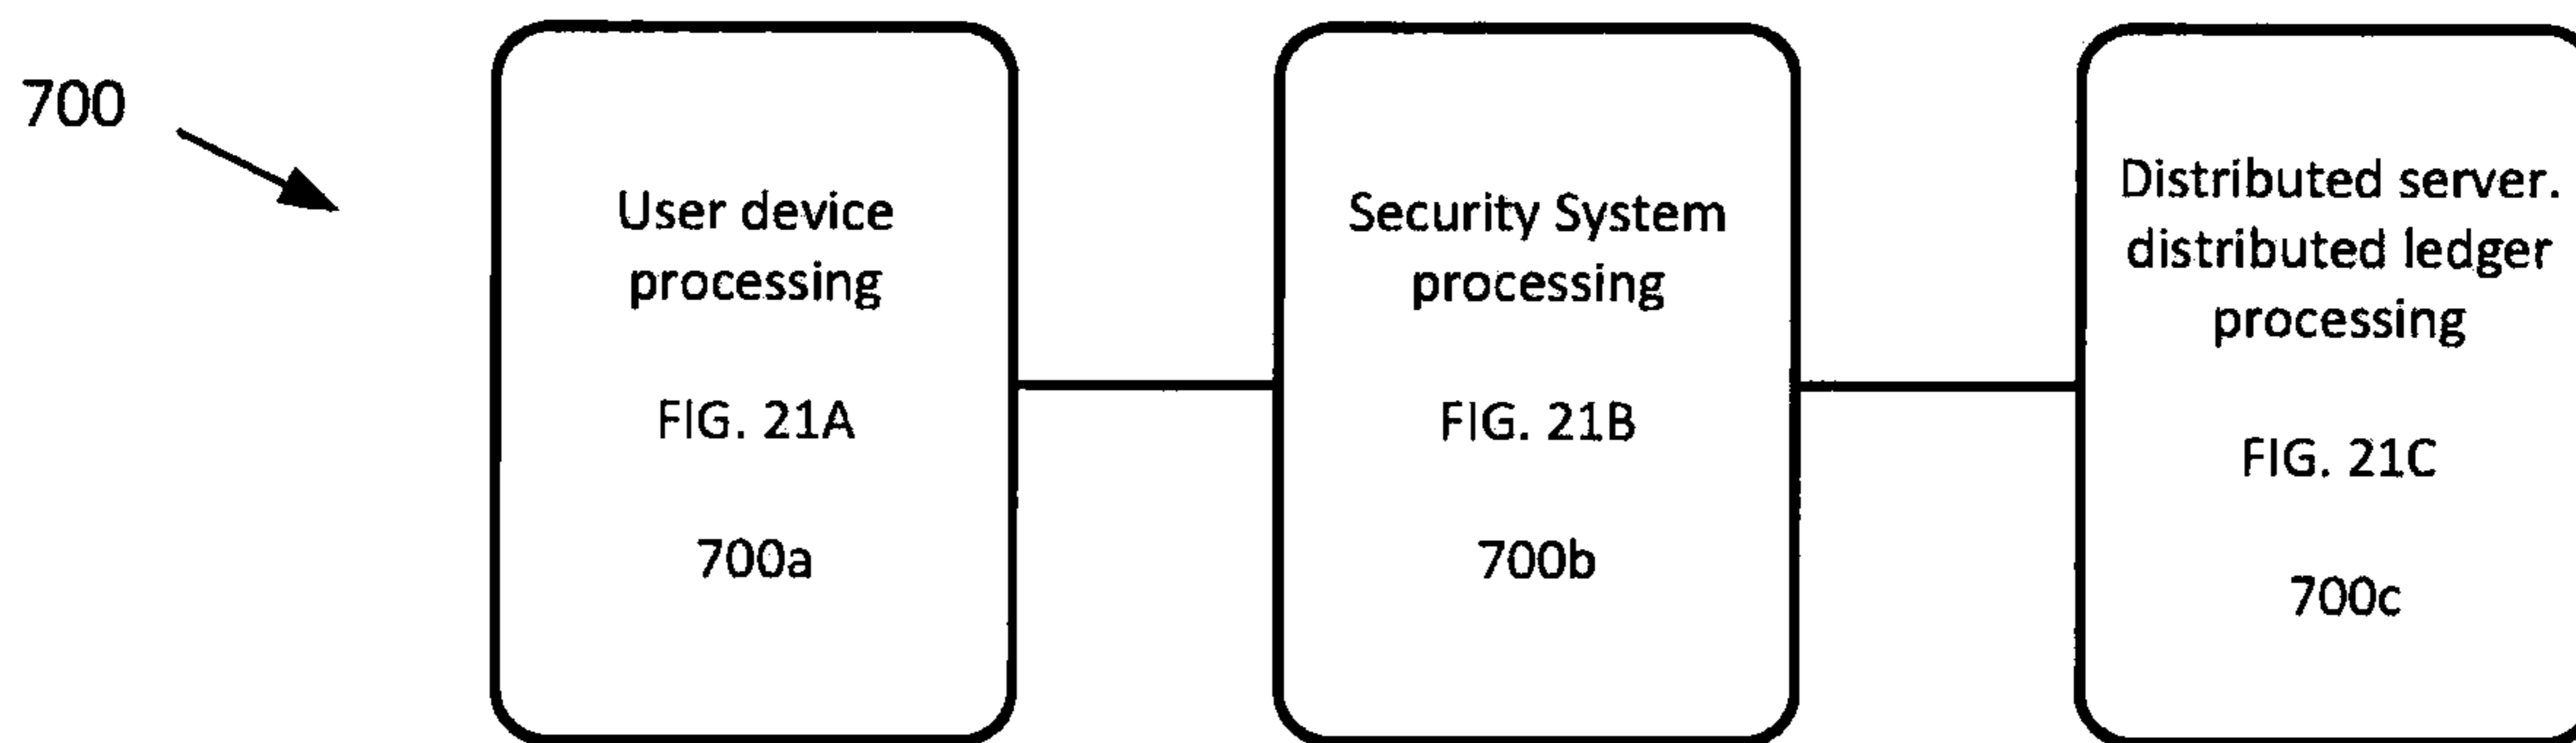 700
User device
processing
FIG. 21A
700a
Security System
processing
FIG. 21B
700b
Distributed server.
distributed ledger
processing
FIG. 21C
700c